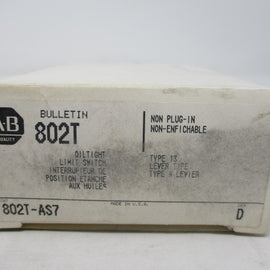 A-B
QUALITY
BULLETIN
802T
OILTIGHT
LIMIT SWITCH
INTERRUPTEUR DE
POSITION ETANCHE
AUX HUILES
NON PLUG-IN
NON-ENFICHABLE
TYPE 13
LEVER TYPE
TYPE A LEVIER
802T-AS7
MADE IN U.S.A.
D